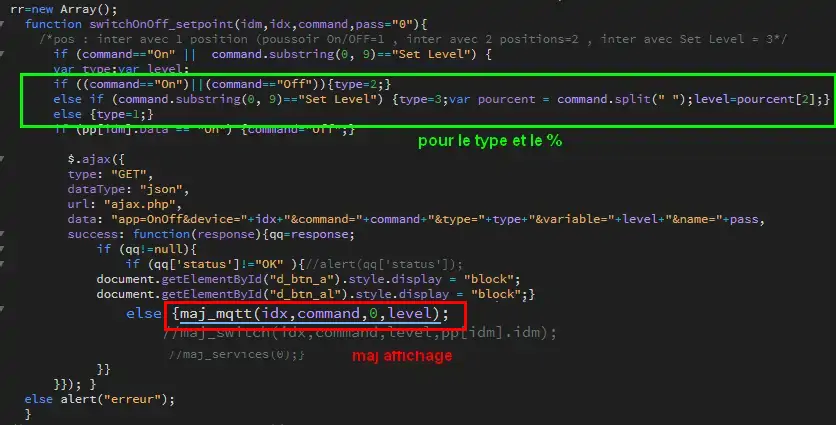 rr=new Array();
function switchOnOff_setpoint(idm,idx,command,pass="0"){
/*pos : inter avec 1 position (poussoir On/OFF=1 , inter avec 2 positions=2 , inter avec Set Level = 3*/
if (command=="On" || command.substring(0, 9)=="Set Level") {
var type;var level;
if ((command=="On")||(command=="Off")){type=2;}
else if (command.substring(0, 9)=="Set Level") {type=3;var pourcent = command.split(" ");level=pourcent[2];}
else {type=1;}
if (pp[idm].Data == "On") {command="Off";}
pour le type et le %
$.ajax({
type: "GET",
dataType: "json",
url: "ajax.php",
data: "app=OnOff&device="+idx+"&command="+command+"&type="+type+"&variable="+level+"&name="+pass,
success: function(response){qq=response;
if (qq!=null){
if (qq['status']!="OK" ){//alert(qq['status']);
document.getElementById("d_btn_a").style.display = "block";
document.getElementById("d_btn_al").style.display = "block";}
else {maj_mqtt(idx,command,0,level);
//maj_switch(idx,command,level,pp[idm].idm);
//maj_services(0);}
maj affichage
}}
}}); }
else alert("erreur");
}